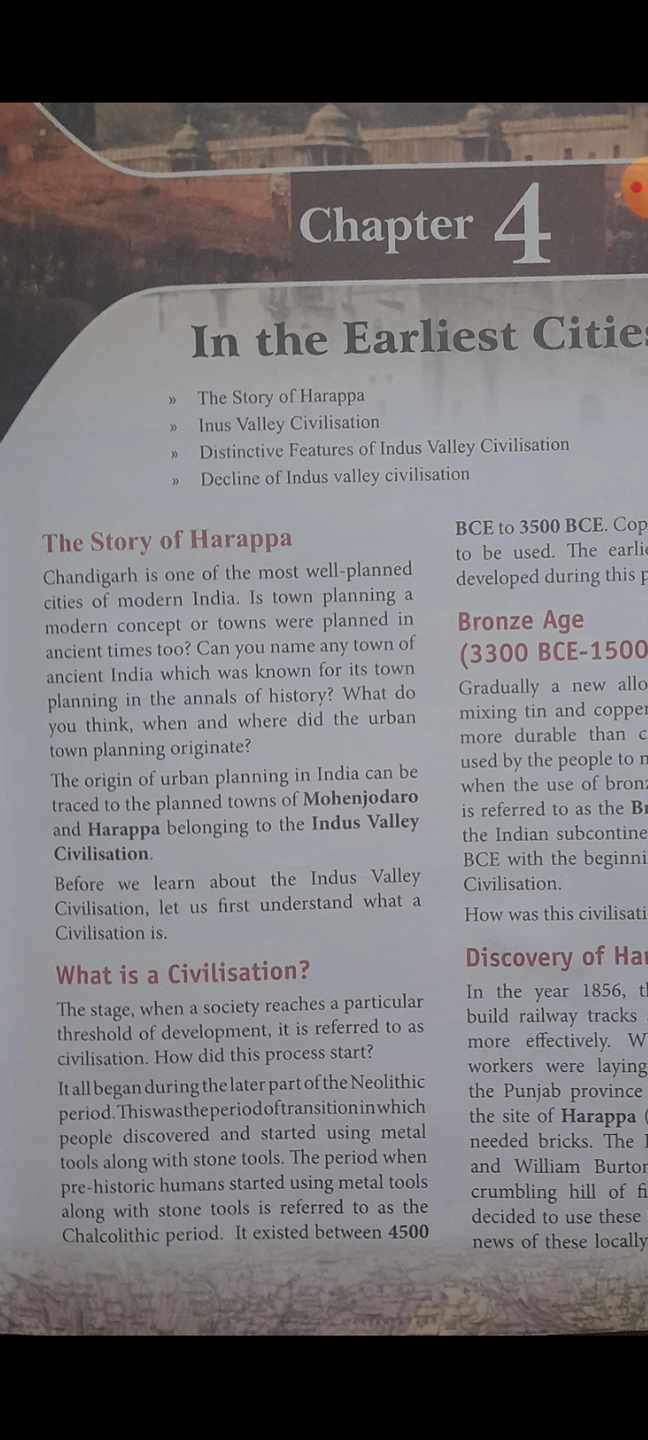 Chapter 4
In the Earliest
» The Story of Harappa
» Inus Valley Civilisation
» Distinctive Features of Indus Valley Civilisation
» Decline of Indus valley civilisation
The Story of Harappa
Chandigarh is one of the most well-planned
cities of modern India. Is town planning a
modern concept or towns were planned in
ancient times too? Can you name any town of
ancient India which was known for its town
planning in the annals of history? What do
you think, when and where did the urban
town planning originate?
The origin of urban planning in India can be
traced to the planned towns of Mohenjodaro
and Harappa belonging to the Indus Valley
Civilisation.
Before we learn about the Indus Valley
Civilisation, let us first understand what a
Civilisation is.
What is a Civilisation?
The stage, when a society reaches a particular
threshold of development, it is referred to as
civilisation. How did this process start?
It all began during the later part of the Neolithic
period. This was the period of transition in which
people discovered and started using metal
tools along with stone tools. The period when
pre-historic humans started using metal tools
along with stone tools is referred to as the
Chalcolithic period. It existed between 4500
BCE to 3500 BCE.
to be used. The
developed during this
Bronze Age
(3300 BCE-1500
Gradually a new
mixing tin and
more durable than
used by the people to
when the use of
is referred to as the
the Indian
BCE with the
Civilisation.
How was this
Discovery of
In the year 1856,
build railway tracks
more effectively.
workers were laying
the Punjab province
the site of Harappa (
needed bricks. The
and William
crumbling hill of
decided to use these
news of these locally